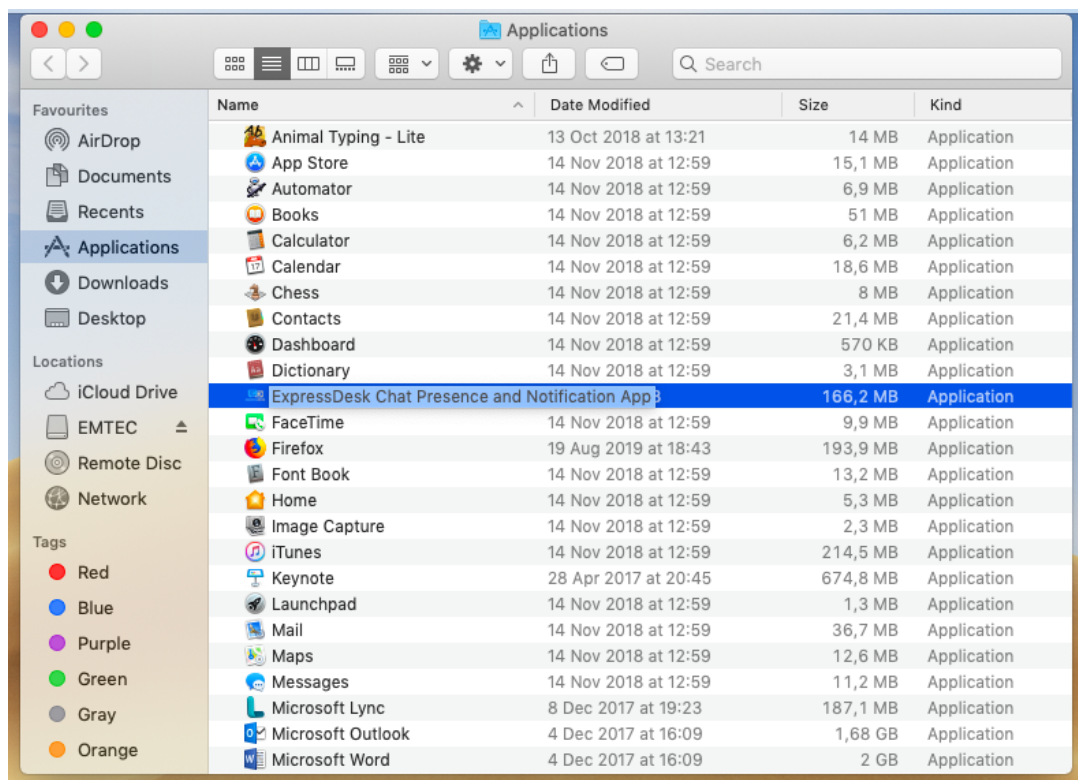 Applications
Search
Favourites
AirDrop
Documents
Recents
Applications
Downloads
Desktop
Locations
iCloud Drive
EMTEC
Remote Disc
Network
Tags
Red
Blue
Purple
Green
Gray
Orange
Name Date Modified Size Kind
Animal Typing - Lite 13 Oct 2018 at 13:21 14 MB Application
App Store 14 Nov 2018 at 12:59 15,1 MB Application
Automator 14 Nov 2018 at 12:59 6,9 MB Application
Books 14 Nov 2018 at 12:59 51 MB Application
Calculator 14 Nov 2018 at 12:59 6,2 MB Application
Calendar 14 Nov 2018 at 12:59 18,6 MB Application
Chess 14 Nov 2018 at 12:59 8 MB Application
Contacts 14 Nov 2018 at 12:59 21,4 MB Application
Dashboard 14 Nov 2018 at 12:59 570 KB Application
Dictionary 14 Nov 2018 at 12:59 3,1 MB Application
ExpressDesk Chat Presence and Notification App 166,2 MB Application
FaceTime 14 Nov 2018 at 12:59 9,9 MB Application
Firefox 19 Aug 2019 at 18:43 193,9 MB Application
Font Book 14 Nov 2018 at 12:59 13,2 MB Application
Home 14 Nov 2018 at 12:59 5,3 MB Application
Image Capture 14 Nov 2018 at 12:59 2,3 MB Application
iTunes 14 Nov 2018 at 12:59 214,5 MB Application
Keynote 28 Apr 2017 at 20:45 674,8 MB Application
Launchpad 14 Nov 2018 at 12:59 1,3 MB Application
Mail 14 Nov 2018 at 12:59 36,7 MB Application
Maps 14 Nov 2018 at 12:59 12,6 MB Application
Messages 14 Nov 2018 at 12:59 11,2 MB Application
Microsoft Lync 8 Dec 2017 at 19:23 187,1 MB Application
Microsoft Outlook 4 Dec 2017 at 16:09 1,68 GB Application
Microsoft Word 4 Dec 2017 at 16:09 2 GB Application